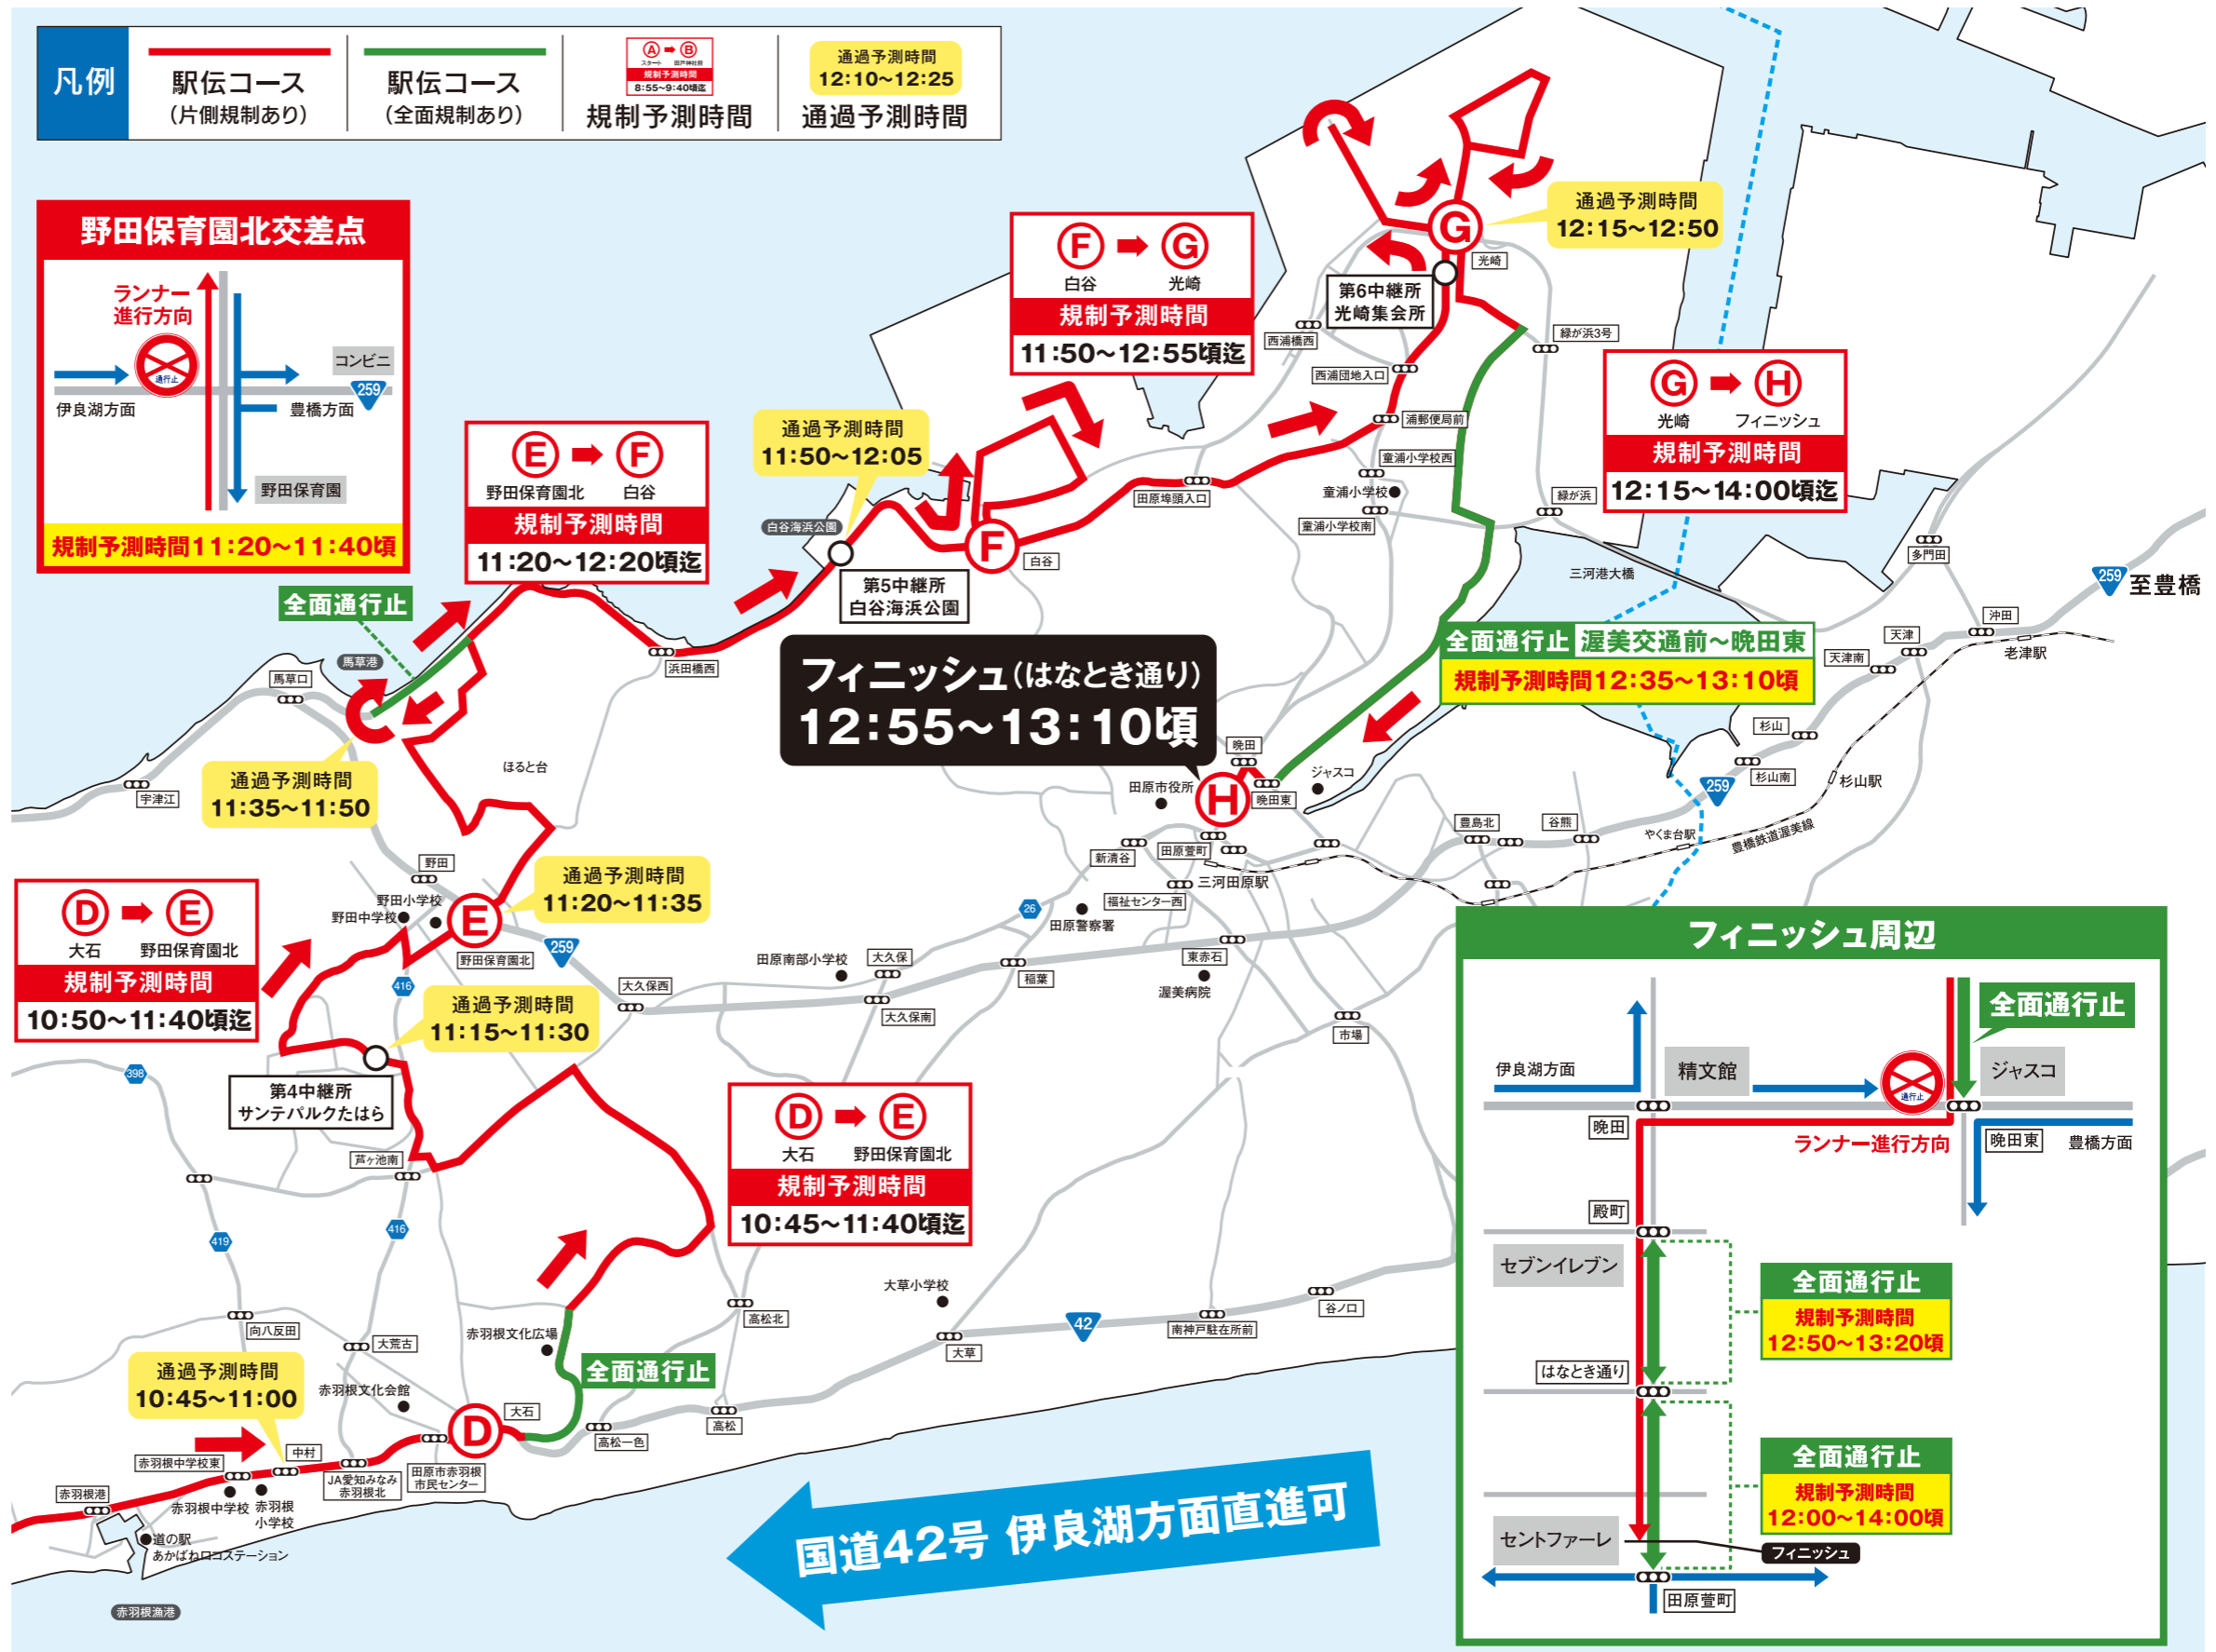 凡例
駅伝コース
(片側規制あり)
駅伝コース
(全面規制あり)
A B
スタート 田戸神社前
規制予測時間
8:55~9:40頃迄
規制予測時間
通過予測時間
12:10~12:25
通過予測時間
野田保育園北交差点
ランナー
進行方向
通行止
コンビニ
伊良湖方面
259
豊橋方面
野田保育園
規制予測時間11:20~11:40頃
F G
白谷 光崎
規制予測時間
11:50~12:55頃迄
G
通過予測時間
12:15~12:50
光崎
第6中継所
光崎集会所
緑が浜3号
西浦橋西
西浦団地入口
G H
光崎 フィニッシュ
規制予測時間
12:15~14:00頃迄
浦郵便局前
童浦小学校西
童浦小学校
童浦小学校南
緑が浜
田原埠頭入口
E F
野田保育園北 白谷
規制予測時間
11:20~12:20頃迄
通過予測時間
11:50~12:05
白谷海浜公園
F
白谷
第5中継所
白谷海浜公園
三河港大橋
多門田
259
至豊橋
沖田
老津駅
天津
天津南
杉山
杉山南
杉山駅
259
全面通行止
馬草港
馬草口
浜田橋西
宇津江
ほると台
通過予測時間
11:35~11:50
フィニッシュ(はなとき通り)
12:55~13:10頃
全面通行止 渥美交通前~晩田東
規制予測時間12:35~13:10頃
晩田
ジャスコ
田原市役所
H
晩田東
豊島北
谷熊
やくま台駅
豊橋鉄道渥美線
新清谷
田原萱町
三河田原駅
福祉センター西
26
田原警察署
東赤石
渥美病院
市場
稲葉
大久保
田原南部小学校
大久保南
大久保西
野田
野田小学校
野田中学校
E
野田保育園北
259
通過予測時間
11:20~11:35
D E
大石 野田保育園北
規制予測時間
10:50~11:40頃迄
416
通過予測時間
11:15~11:30
第4中継所
サンテパルクたはら
398
芦ヶ池南
419
416
D E
大石 野田保育園北
規制予測時間
10:45~11:40頃迄
向八反田
大荒古
赤羽根文化広場
高松北
大草小学校
大草
42
南神戸駐在所前
谷ノ口
全面通行止
通過予測時間
10:45~11:00
赤羽根文化会館
D
大石
高松一色
高松
中村
赤羽根中学校東
赤羽根中学校
赤羽根
小学校
JA愛知みなみ
赤羽根北
田原市赤羽根
市民センター
赤羽根港
道の駅
あかばねロコステーション
赤羽根漁港
国道42号 伊良湖方面直進可
フィニッシュ周辺
全面通行止
伊良湖方面
精文館
通行止
ジャスコ
晩田
ランナー進行方向
晩田東
豊橋方面
殿町
セブンイレブン
全面通行止
規制予測時間
12:50~13:20頃
はなとき通り
全面通行止
規制予測時間
12:00~14:00頃
セントファーレ
フィニッシュ
田原萱町